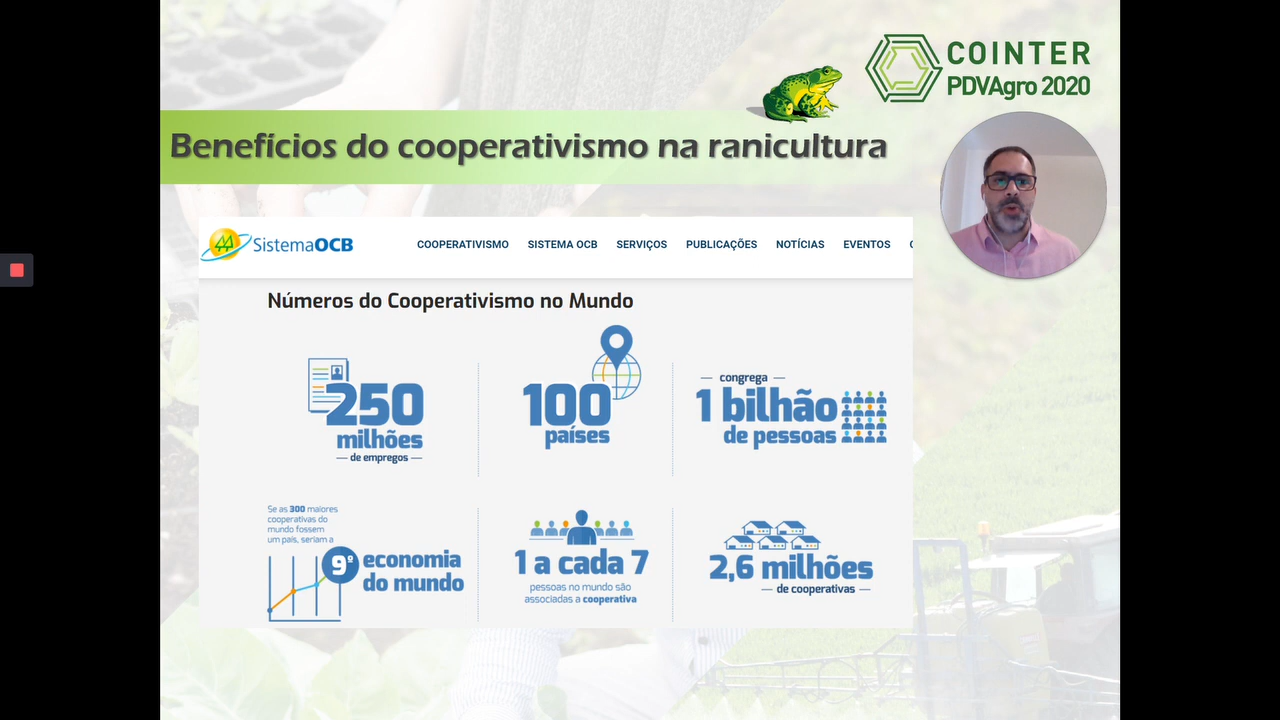 COINTER
PDVAgro 2020
Benefícios do cooperativismo na ranicultura
SistemaOCB
COOPERATIVISMO SISTEMA OCB SERVIÇOS PUBLICAÇÕES NOTÍCIAS EVENTOS
Números do Cooperativismo no Mundo
250
milhões
de empregos
100
países
congrega
1 bilhão
de pessoas
Se as 300 maiores
cooperativas do
mundo fossem
um país, seriam a
9ª economia
do mundo
1 a cada 7
pessoas no mundo são
associadas a cooperativa
2,6 milhões
de cooperativas